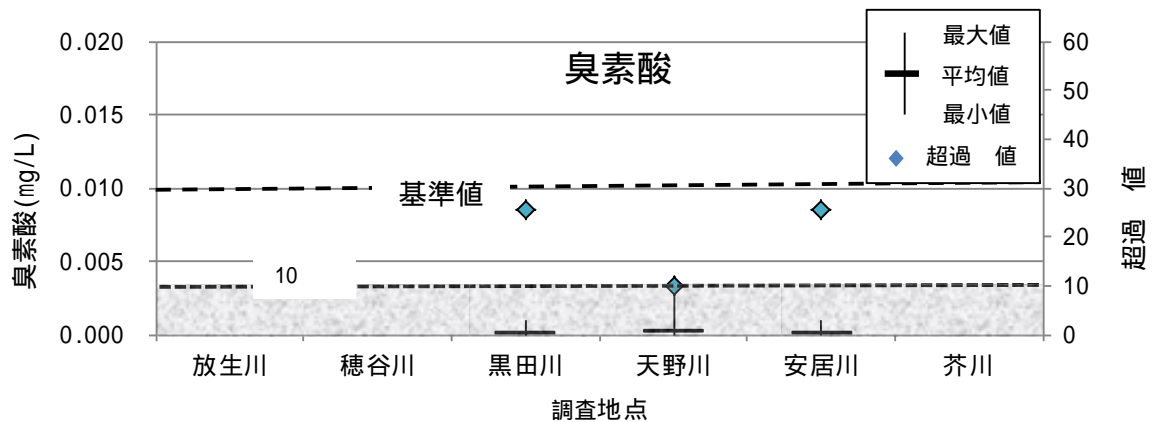 臭素酸
最大値
平均値
最小値
超過　値
0.020
0.015
0.010
0.005
0.000
臭素酸(mg/L)
基準値
10
60
50
40
30
20
10
0
超過　値
放生川
穂谷川
黒田川
天野川
安居川
芥川
調査地点